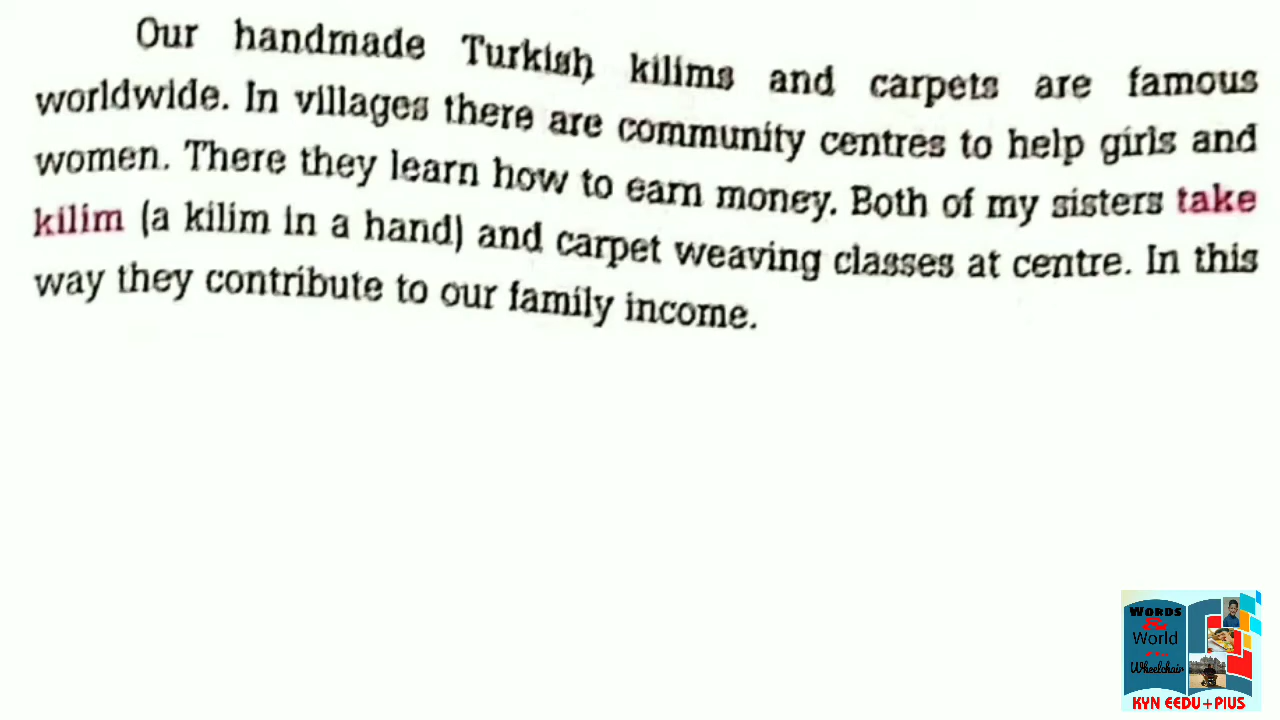 Our handmade Turkish kilims and carpets are famous
worldwide. In villages there are community centres to help girls and
women. There they learn how to earn money. Both of my sisters take
kilim (a kilim in a hand) and carpet weaving classes at centre. In this
way they contribute to our family income.
WORDS
World
Wheelchair
KYN EEDU+PlUS